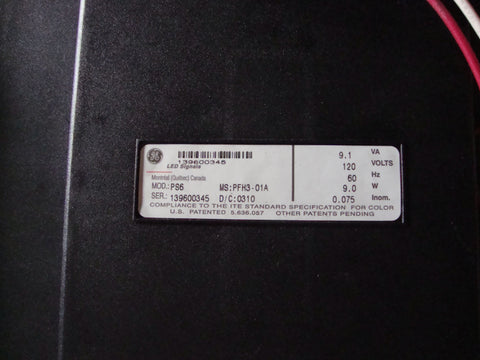 GE
139600345
LED Signals
Montréal (Québec) Canada
MOD.: PS6 MS:PFH3-01A
SER.: 139600345 D/C:0310
9.1 VA
120 VOLTS
60 Hz
9.0 W
0.075 Inom.
COMPLIANCE TO THE ITE STANDARD SPECIFICATION FOR COLOR
U.S. PATENTED 5,636,057 OTHER PATENTS PENDING